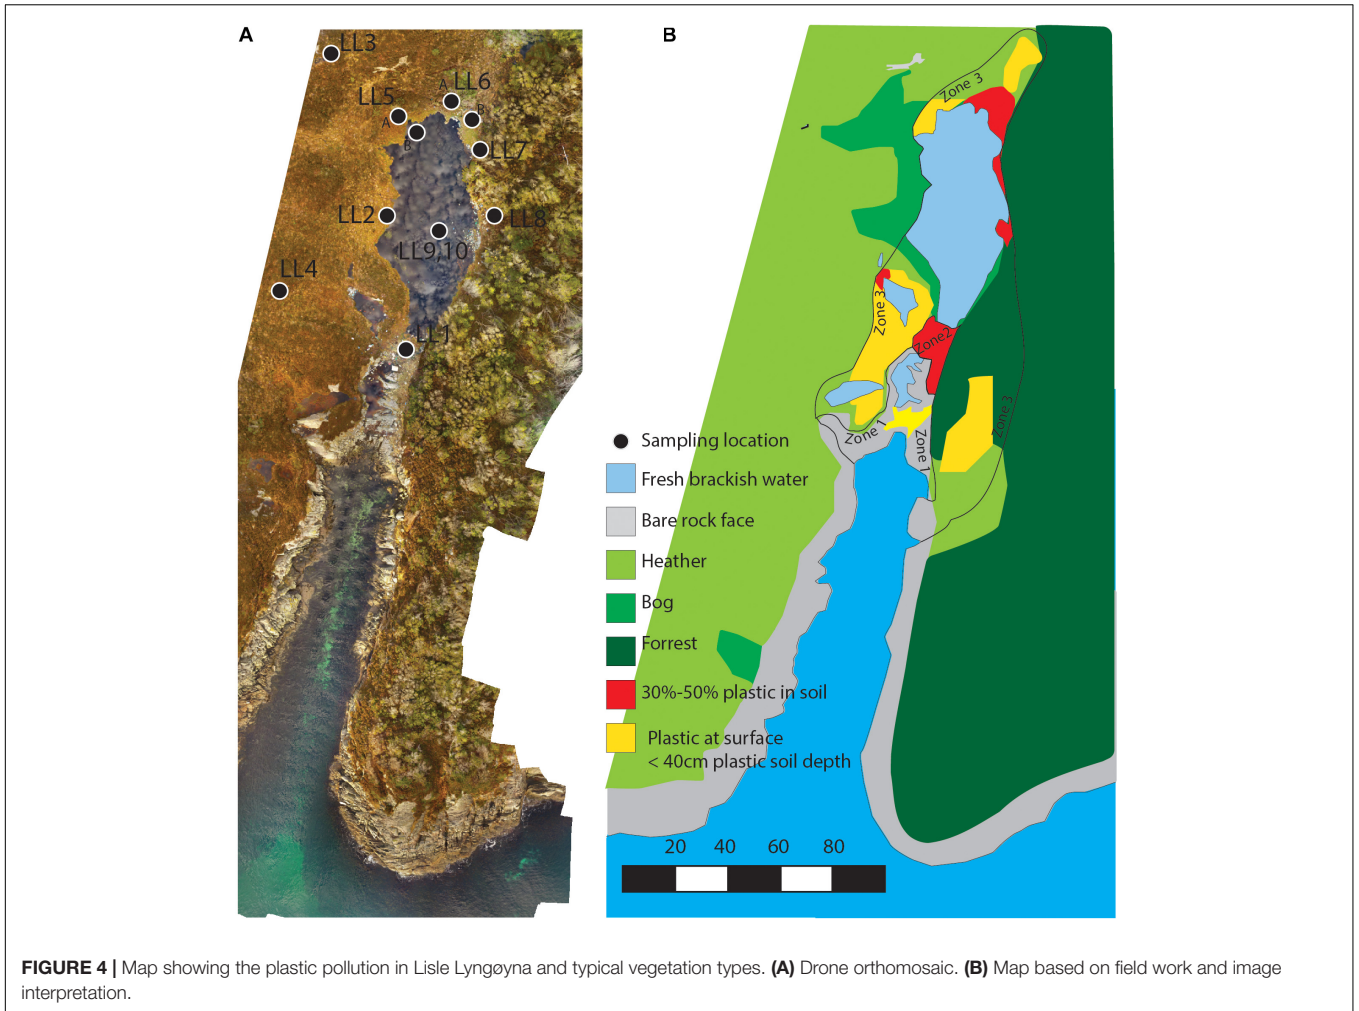 A
B
LL3
A
LL6
LL5
B
A
B
LL7
LL2
LL8
LL9,10
LL4
LL1
Zone 3
Zone 3
Zone2
Zone 3
Zone 1
Zone 1
Sampling location
Fresh brackish water
Bare rock face
Heather
Bog
Forrest
30%-50% plastic in soil
Plastic at surface
< 40cm plastic soil depth
20 40 60 80
FIGURE 4 | Map showing the plastic pollution in Lisle Lyngøyna and typical vegetation types. (A) Drone orthomosaic. (B) Map based on field work and image
interpretation.